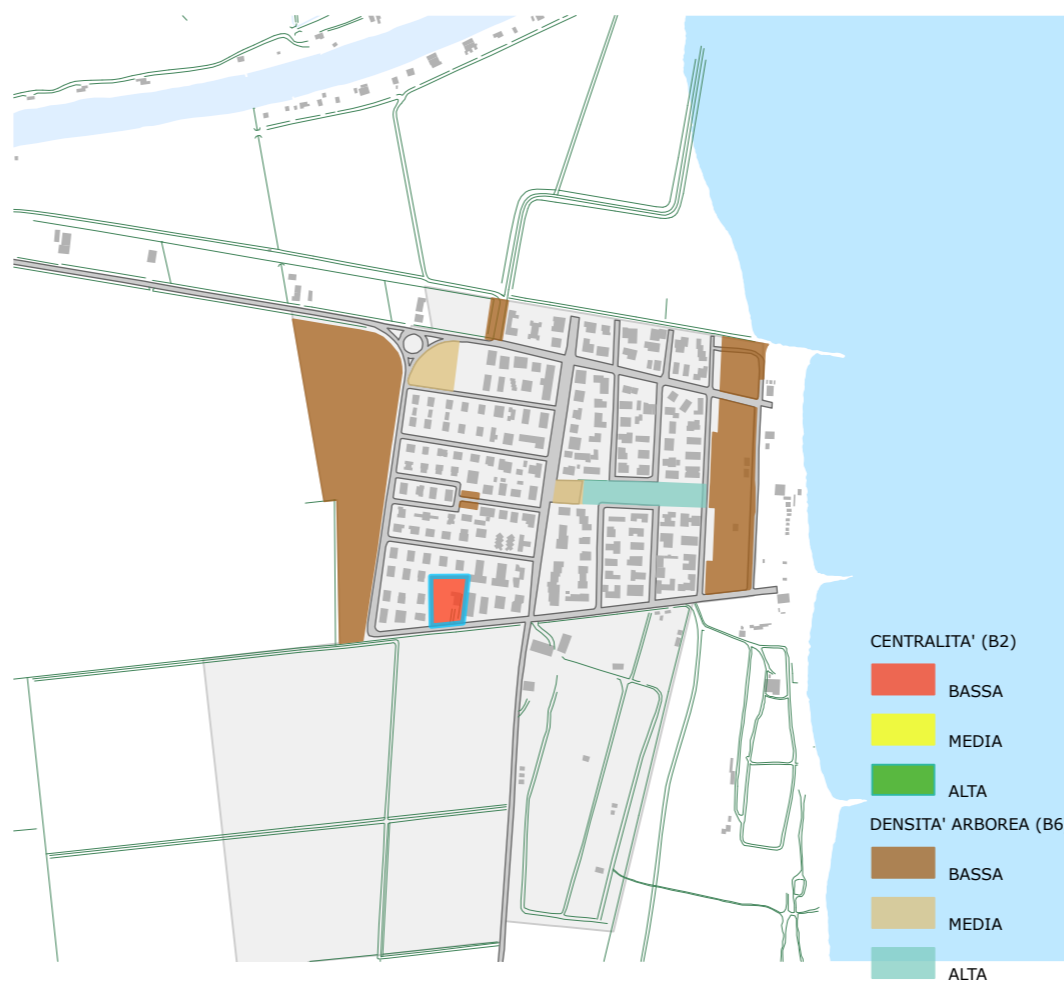 CENTRALITA' (B2)
BASSA
MEDIA
ALTA
DENSITA' ARBOREA (B6
BASSA
MEDIA
ALTA